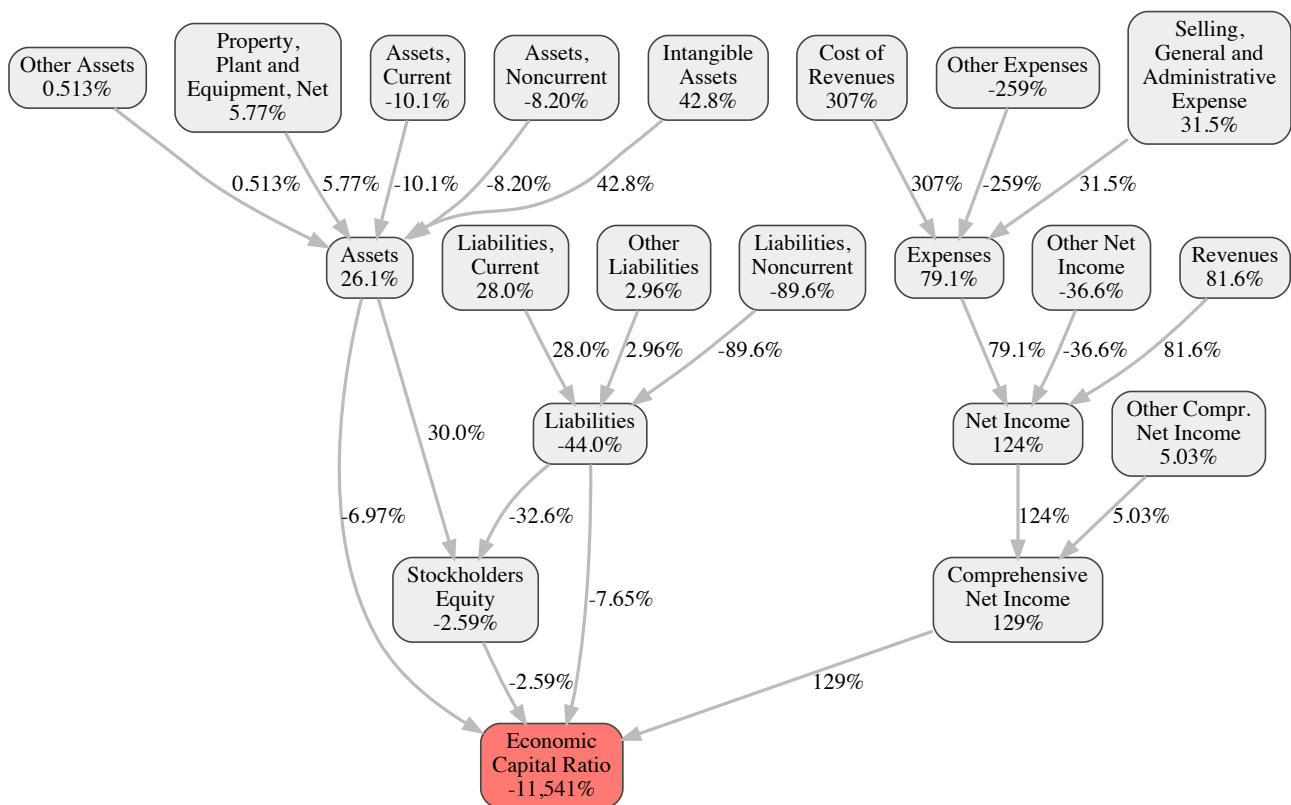 Other Assets
0.513%
Property,
Plant and
Equipment, Net
5.77%
Assets,
Current
-10.1%
Assets,
Noncurrent
-8.20%
Intangible
Assets
42.8%
Cost of
Revenues
307%
Other Expenses
-259%
Selling,
General and
Administrative
Expense
31.5%
0.513%
5.77%
-10.1%
-8.20%
42.8%
307%
-259%
31.5%
Assets
26.1%
Liabilities,
Current
28.0%
Other
Liabilities
2.96%
Liabilities,
Noncurrent
-89.6%
Expenses
79.1%
Other Net
Income
-36.6%
Revenues
81.6%
28.0%
2.96%
-89.6%
79.1%
-36.6%
81.6%
30.0%
Liabilities
-44.0%
Net Income
124%
Other Compr.
Net Income
5.03%
-6.97%
-32.6%
124%
5.03%
Stockholders
Equity
-2.59%
-7.65%
Comprehensive
Net Income
129%
-2.59%
129%
Economic
Capital Ratio
-11,541%